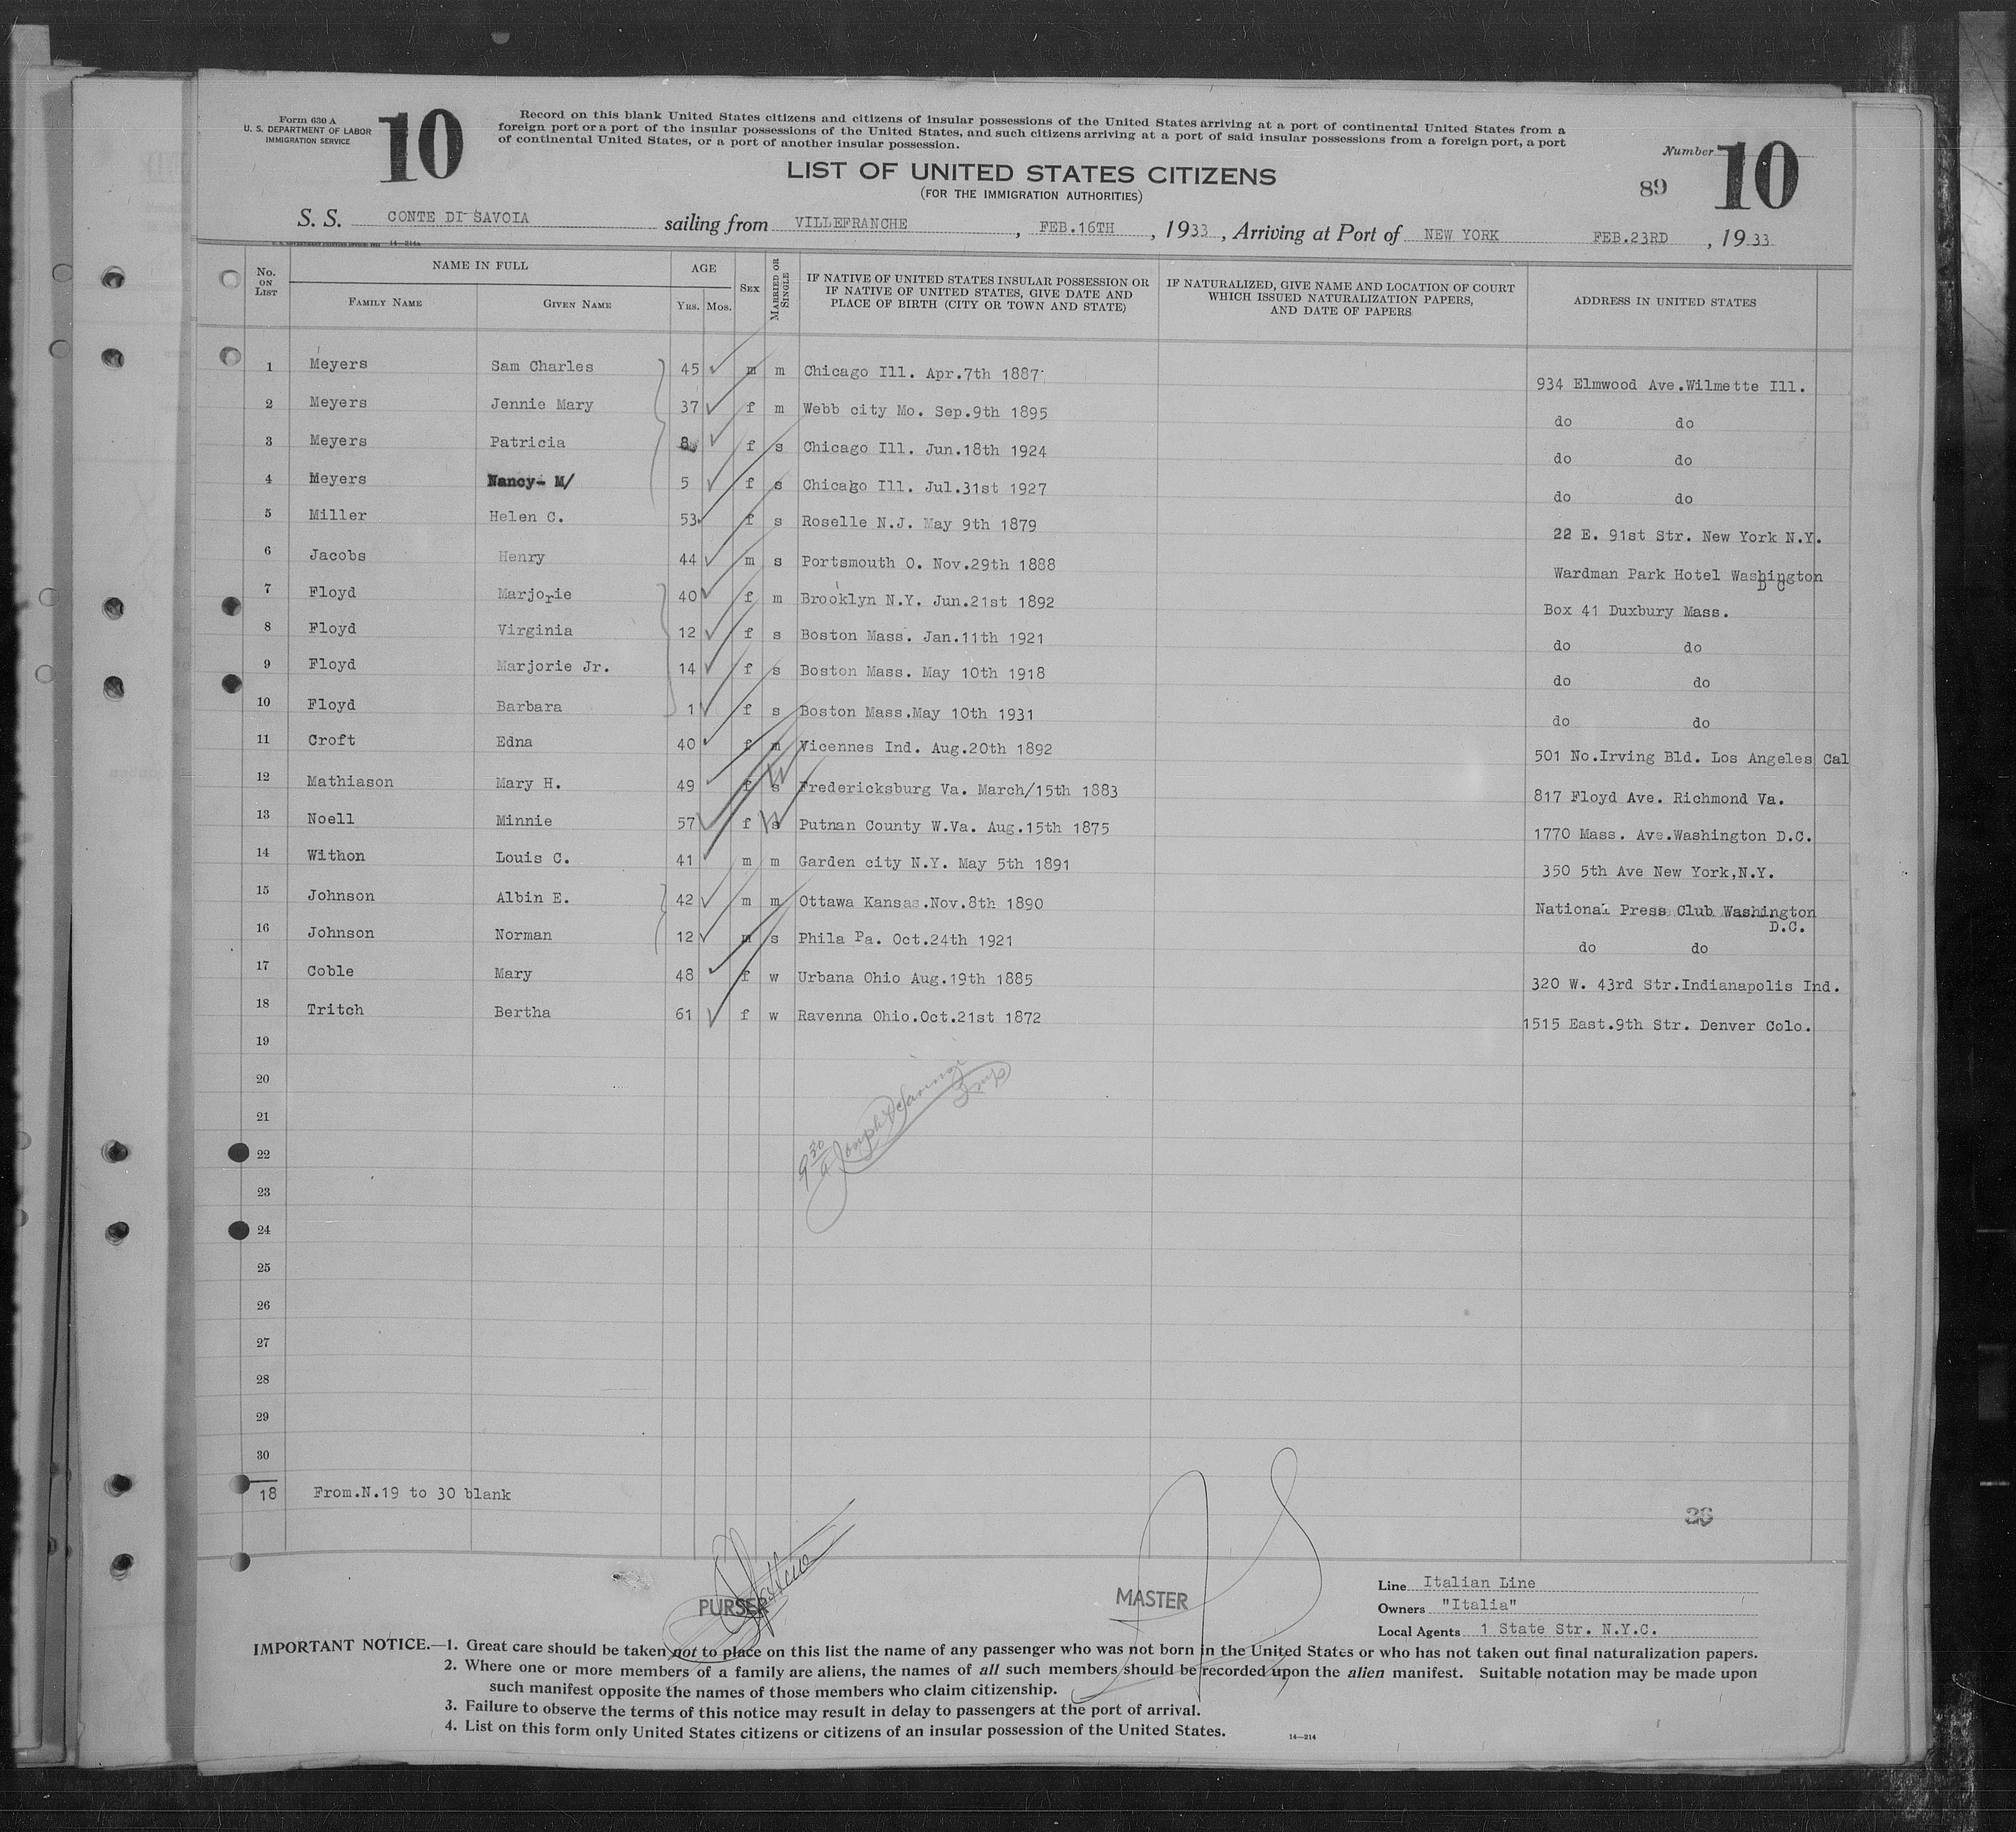 Form 630 A
U. S. DEPARTMENT OF LABOR
IMMIGRATION SERVICE
10
Record on this blank United States citizens and citizens of insular possessions of the United States arriving at a port of continental United States from a
foreign port or a port of the insular possessions of the United States, and such citizens arriving at a port of said insular possessions from a foreign port, a port
of continental United States, or a port of another insular possession.
Number 10
89
LIST OF UNITED STATES CITIZENS
(FOR THE IMMIGRATION AUTHORITIES)
S. S. CONTE DI SAVOIA sailing from VILLEFRANCHE, FEB.16TH, 1933, Arriving at Port of NEW YORK FEB.23RD, 1933
14—214a
No. ON LIST
NAME IN FULL
FAMILY NAME GIVEN NAME
AGE
YRS. MOS.
SEX
MARRIED OR SINGLE
IF NATIVE OF UNITED STATES INSULAR POSSESSION OR
IF NATIVE OF UNITED STATES, GIVE DATE AND
PLACE OF BIRTH (CITY OR TOWN AND STATE)
IF NATURALIZED, GIVE NAME AND LOCATION OF COURT
WHICH ISSUED NATURALIZATION PAPERS,
AND DATE OF PAPERS
ADDRESS IN UNITED STATES
1 Meyers Sam Charles 45 m m Chicago Ill. Apr.7th 1887 934 Elmwood Ave.Wilmette Ill.
2 Meyers Jennie Mary 37 f m Webb city Mo. Sep.9th 1895 do do
3 Meyers Patricia 8 f s Chicago Ill. Jun.18th 1924 do do
4 Meyers Nancy- M/ 5 f s Chicago Ill. Jul.31st 1927 do do
5 Miller Helen C. 53 f s Roselle N.J. May 9th 1879 22 E. 91st Str. New York N.Y.
6 Jacobs Henry 44 m s Portsmouth O. Nov.29th 1888 Wardman Park Hotel Washington
D C
7 Floyd Marjorie 40 f m Brooklyn N.Y. Jun.21st 1892 Box 41 Duxbury Mass.
8 Floyd Virginia 12 f s Boston Mass. Jan.11th 1921 do do
9 Floyd Marjorie Jr. 14 f s Boston Mass. May 10th 1918 do do
10 Floyd Barbara 1 f s Boston Mass.May 10th 1931 do do
11 Croft Edna 40 f m Vicennes Ind. Aug.20th 1892 501 No.Irving Bld. Los Angeles Cal
12 Mathiason Mary H. 49 f s Fredericksburg Va. March/15th 1883 817 Floyd Ave. Richmond Va.
13 Noell Minnie 57 f s Putnan County W.Va. Aug.15th 1875 1770 Mass. Ave.Washington D.C.
14 Withon Louis C. 41 m m Garden city N.Y. May 5th 1891 350 5th Ave New York,N.Y.
15 Johnson Albin E. 42 m m Ottawa Kansas.Nov.8th 1890 National Press Club Washington
D.C.
16 Johnson Norman 12 m s Phila Pa. Oct.24th 1921 do do
17 Coble Mary 48 f w Urbana Ohio Aug.19th 1885 320 W. 43rd Str.Indianapolis Ind.
18 Tritch Bertha 61 f w Ravenna Ohio.Oct.21st 1872 1515 East.9th Str. Denver Colo.
19
20
21
22
23
24
25
26
27
28
29
30
9 30
18 From.N.19 to 30 blank
PURSER
MASTER
Line Italian Line
Owners "Italia"
Local Agents 1 State Str. N.Y.C.
IMPORTANT NOTICE.—1. Great care should be taken not to place on this list the name of any passenger who was not born in the United States or who has not taken out final naturalization papers.
2. Where one or more members of a family are aliens, the names of all such members should be recorded upon the alien manifest. Suitable notation may be made upon
such manifest opposite the names of those members who claim citizenship.
3. Failure to observe the terms of this notice may result in delay to passengers at the port of arrival.
4. List on this form only United States citizens or citizens of an insular possession of the United States.
14—214